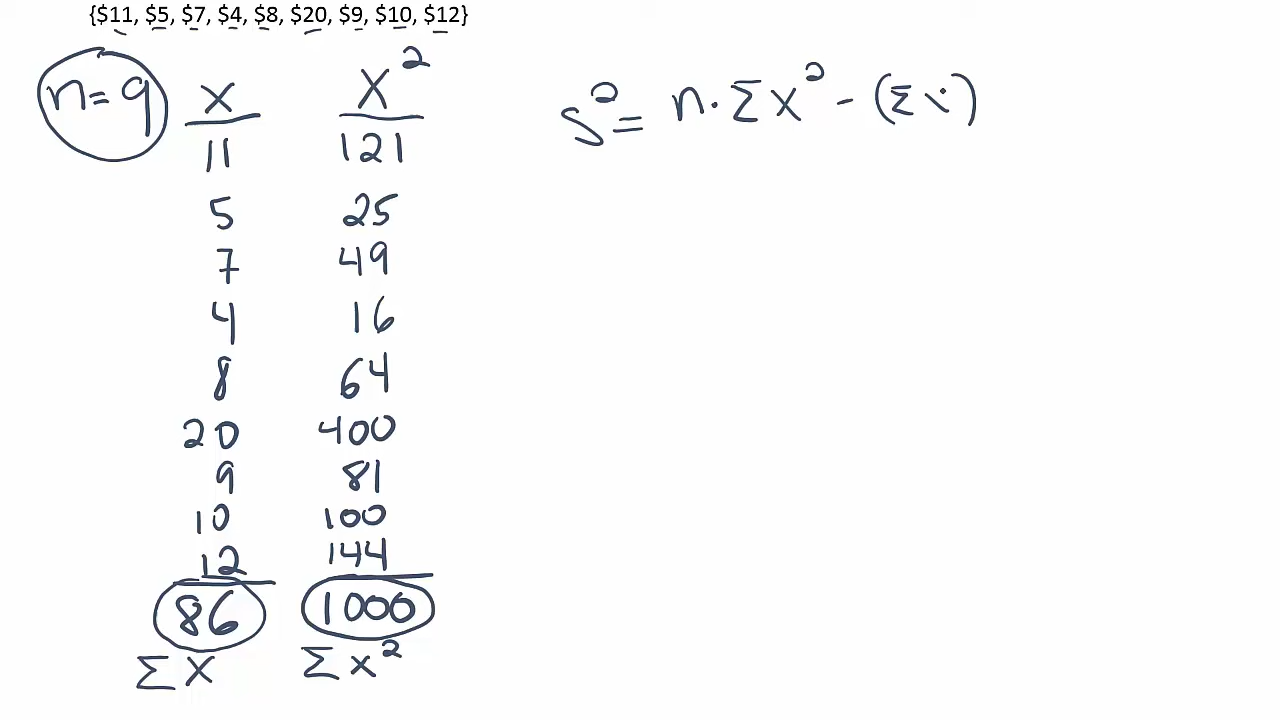 {$11, $5, $7, $4, $8, $20, $9, $10, $12}
n=9 x x²
s² = n·Σx² - (Σx)
11 121
5 25
7 49
4 16
8 64
20 400
9 81
10 100
12 144
86 1000
Σx Σx²